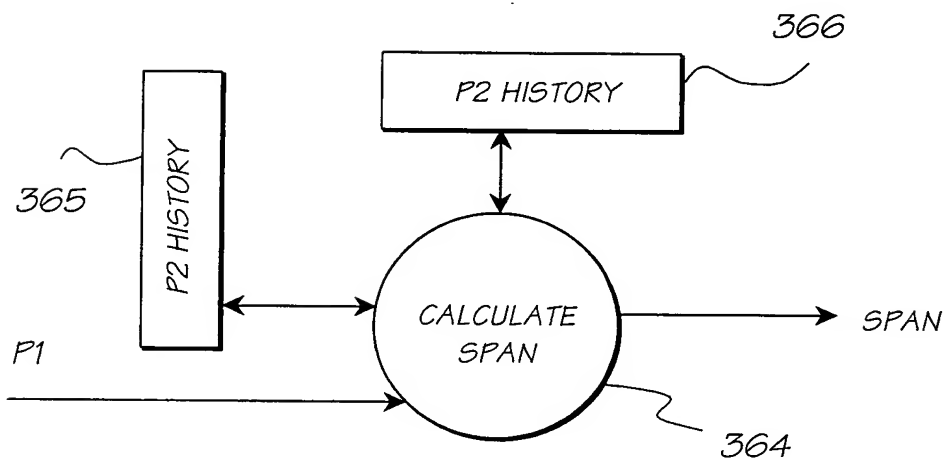 366
P2 HISTORY
P2 HISTORY
365
CALCULATE
SPAN
SPAN
P1
364